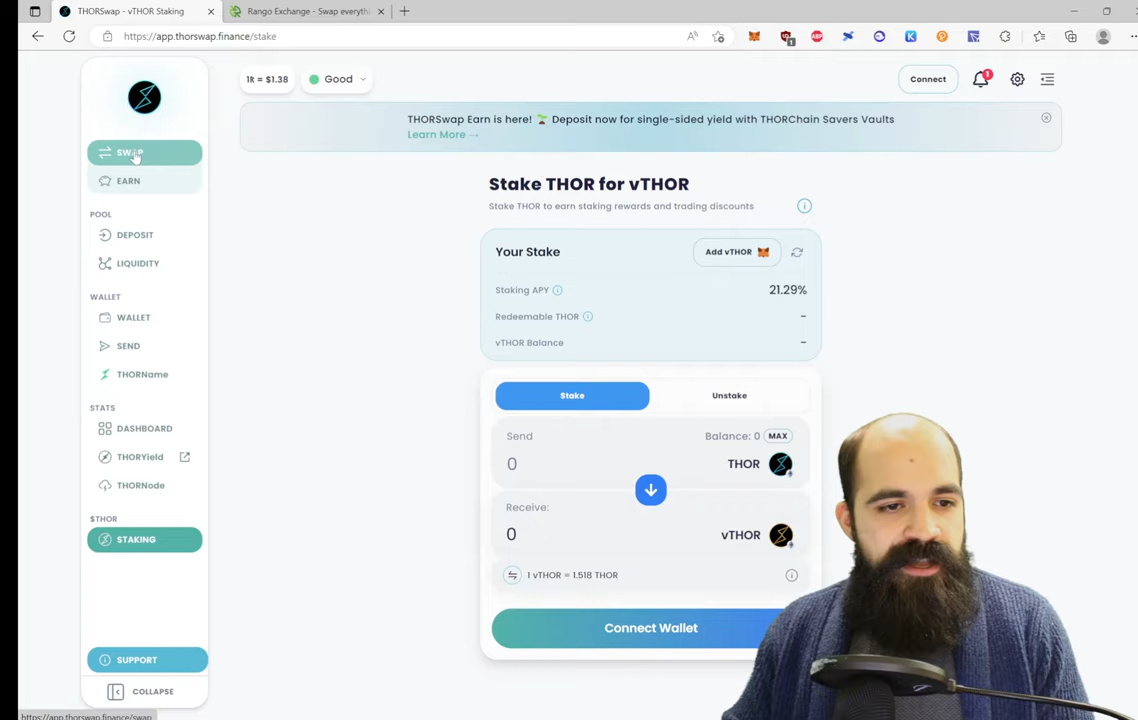 THORSwap - vTHOR Staking
Rango Exchange - Swap everythi
https://app.thorswap.finance/stake
1
1R = $1.38
Good
Connect
1
THORSwap Earn is here! 🌱 Deposit now for single-sided yield with THORChain Savers Vaults
Learn More →
SWAP
EARN
POOL
DEPOSIT
LIQUIDITY
WALLET
WALLET
SEND
THORName
STATS
DASHBOARD
THORYield
THORNode
$THOR
STAKING
SUPPORT
COLLAPSE
Stake THOR for vTHOR
Stake THOR to earn staking rewards and trading discounts
Your Stake
Add vTHOR
Staking APY
21.29%
Redeemable THOR
-
vTHOR Balance
-
Stake
Unstake
Send
Balance: 0 MAX
0
THOR
Receive:
0
vTHOR
1 vTHOR = 1.518 THOR
Connect Wallet
https://app.thorswap.finance/swap